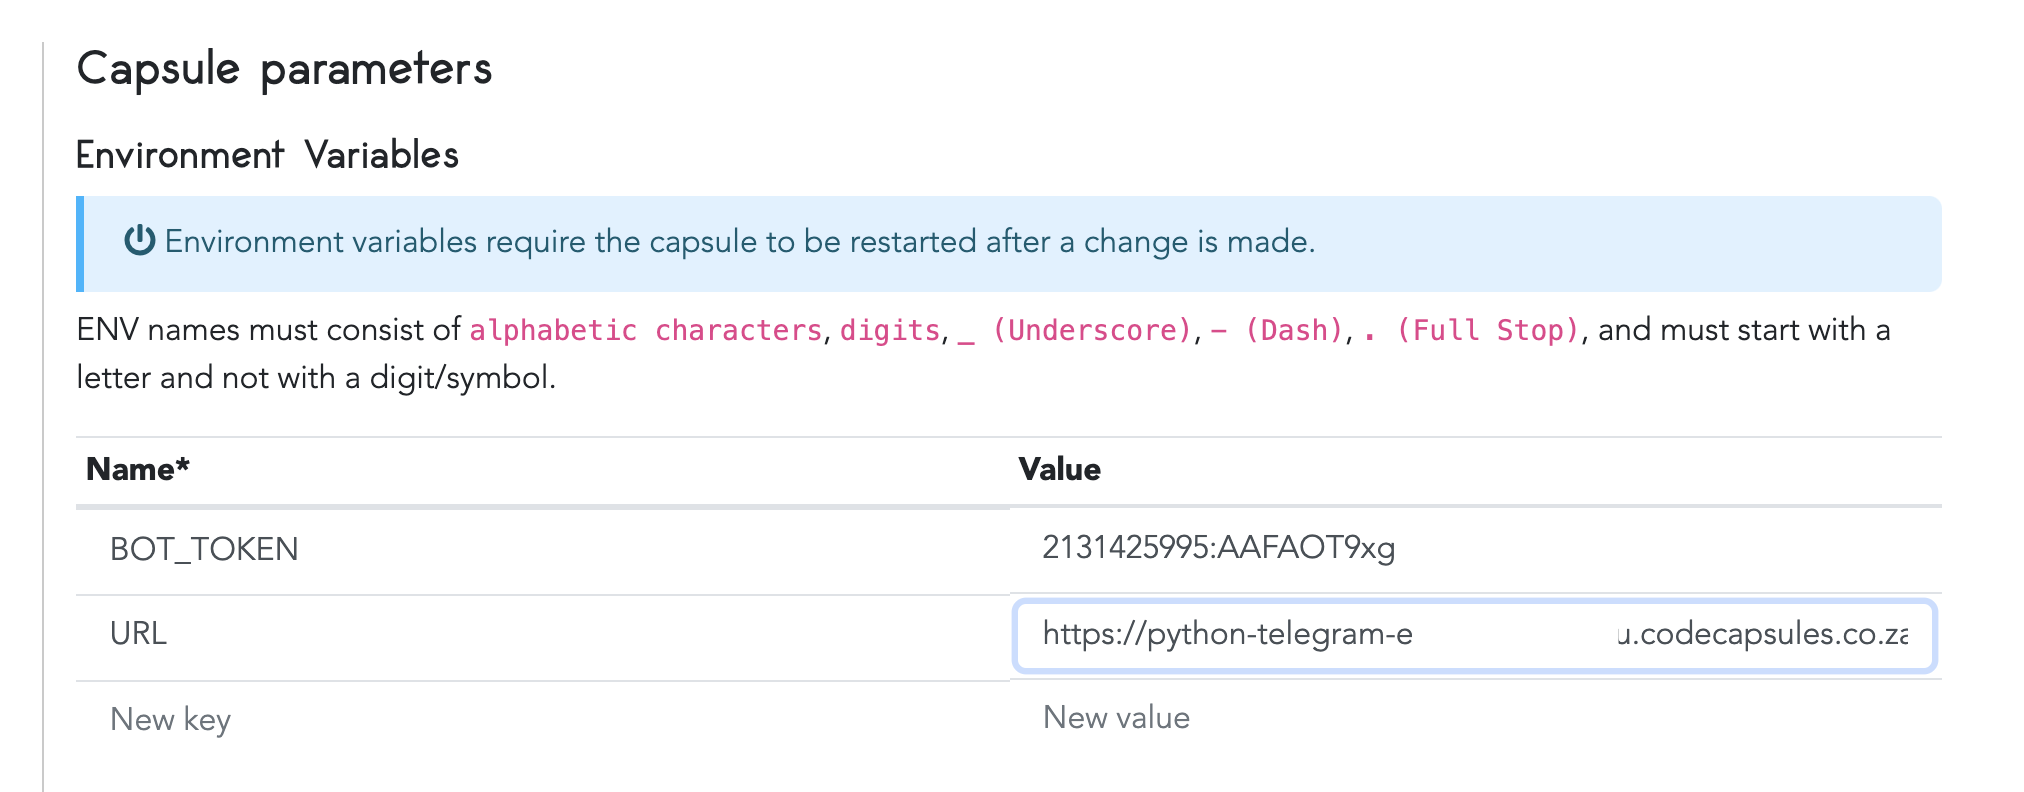 Capsule parameters
Environment Variables
Environment variables require the capsule to be restarted after a change is made.
ENV names must consist of alphabetic characters, digits, _ (Underscore), - (Dash), . (Full Stop), and must start with a
letter and not with a digit/symbol.
Name* Value
BOT_TOKEN 2131425995:AAFAOT9xg
URL https://python-telegram-e u.codecapsules.co.za
New key New value